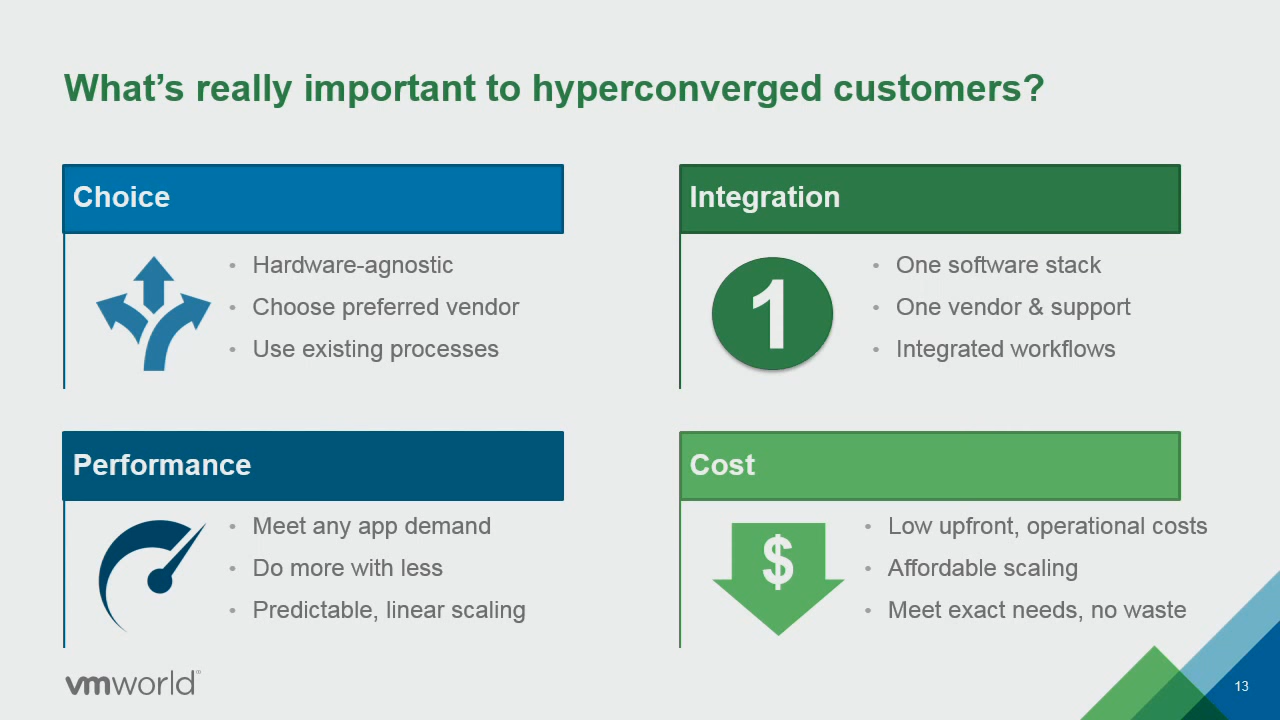 What's really important to hyperconverged customers?
Choice
• Hardware-agnostic
• Choose preferred vendor
• Use existing processes
Integration
1
• One software stack
• One vendor & support
• Integrated workflows
Performance
• Meet any app demand
• Do more with less
• Predictable, linear scaling
Cost
$
• Low upfront, operational costs
• Affordable scaling
• Meet exact needs, no waste
vmworld®
13